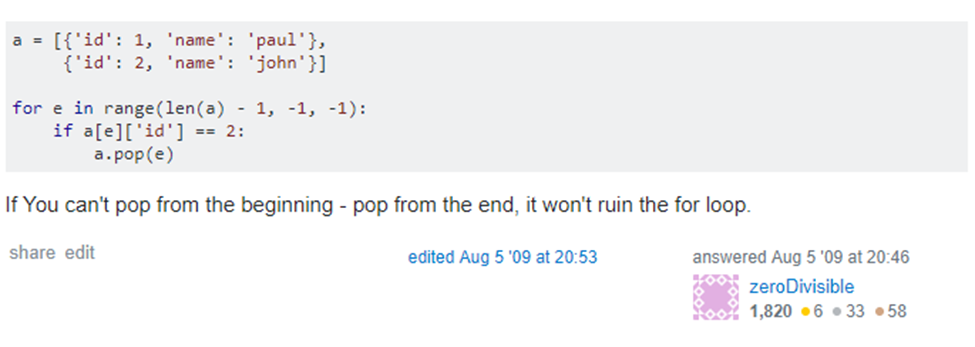 a = [{'id': 1, 'name': 'paul'},
     {'id': 2, 'name': 'john'}]

for e in range(len(a) - 1, -1, -1):
    if a[e]['id'] == 2:
        a.pop(e)
If You can't pop from the beginning - pop from the end, it won't ruin the for loop.
share edit
edited Aug 5 '09 at 20:53
answered Aug 5 '09 at 20:46
zeroDivisible
1,820 ●6 ●33 ●58